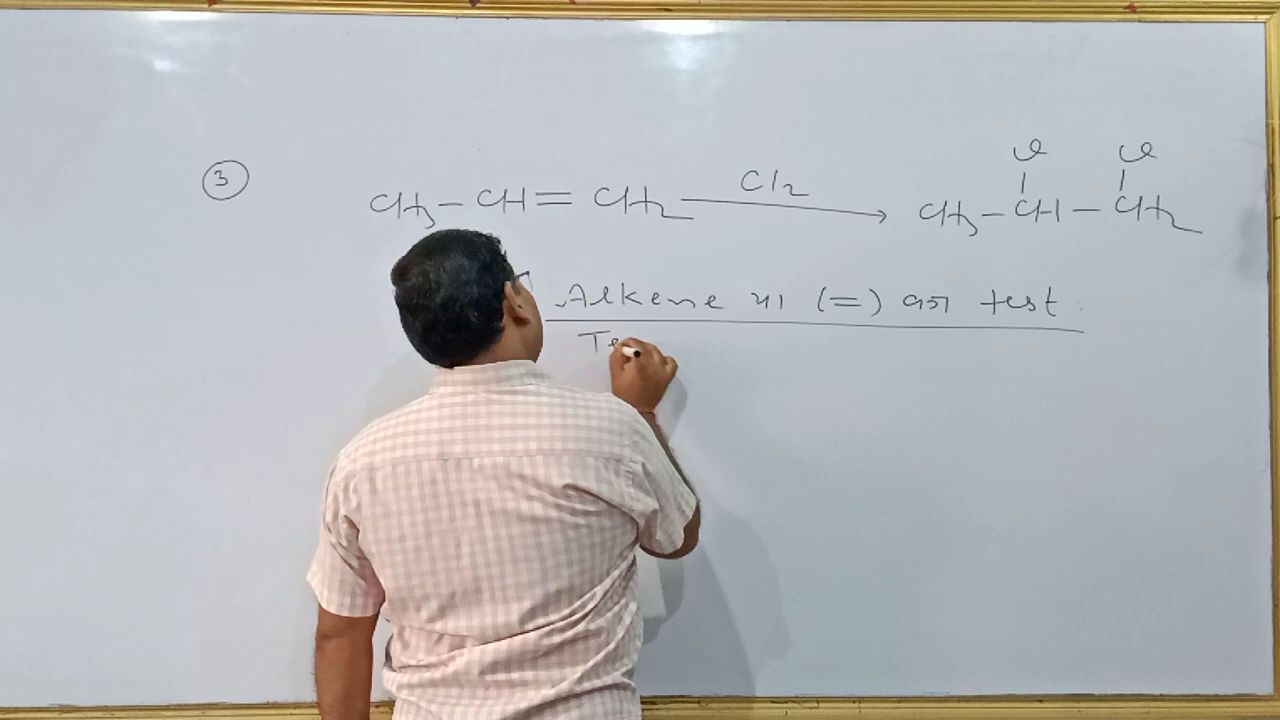 Cl Cl
③ CH₃ – CH = CH₂ Cl₂ → CH₃ – CH – CH₂
Alkene या (=) का test
Te